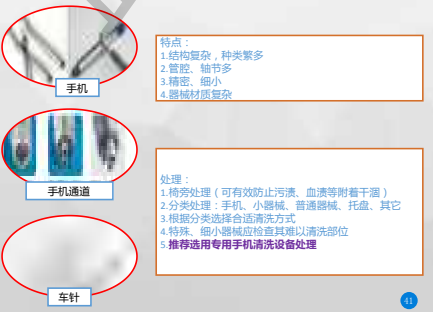 手机
特点：
1.结构复杂，种类繁多
2.管腔、轴节多
3.精密、细小
4.器械材质复杂
手机通道
处理：
1.椅旁处理（可有效防止污渍、血渍等附着干涸）
2.分类处理：手机、小器械、普通器械、托盘、其它
3.根据分类选择合适清洗方式
4.特殊、细小器械应检查其难以清洗部位
5.推荐选用专用手机清洗设备处理
车针
41